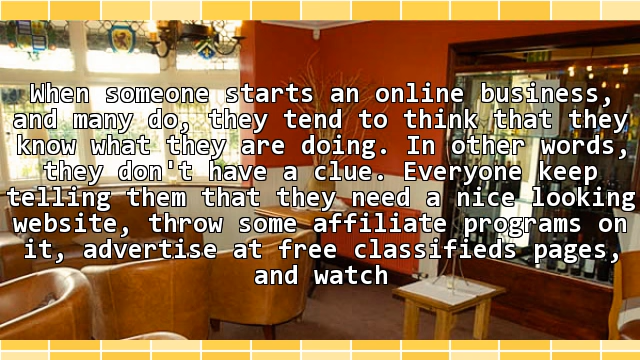 When someone starts an online business,
and many do, they tend to think that they
know what they are doing. In other words,
they don't have a clue. Everyone keep
telling them that they need a nice looking
website, throw some affiliate programs on
it, advertise at free classifieds pages,
and watch